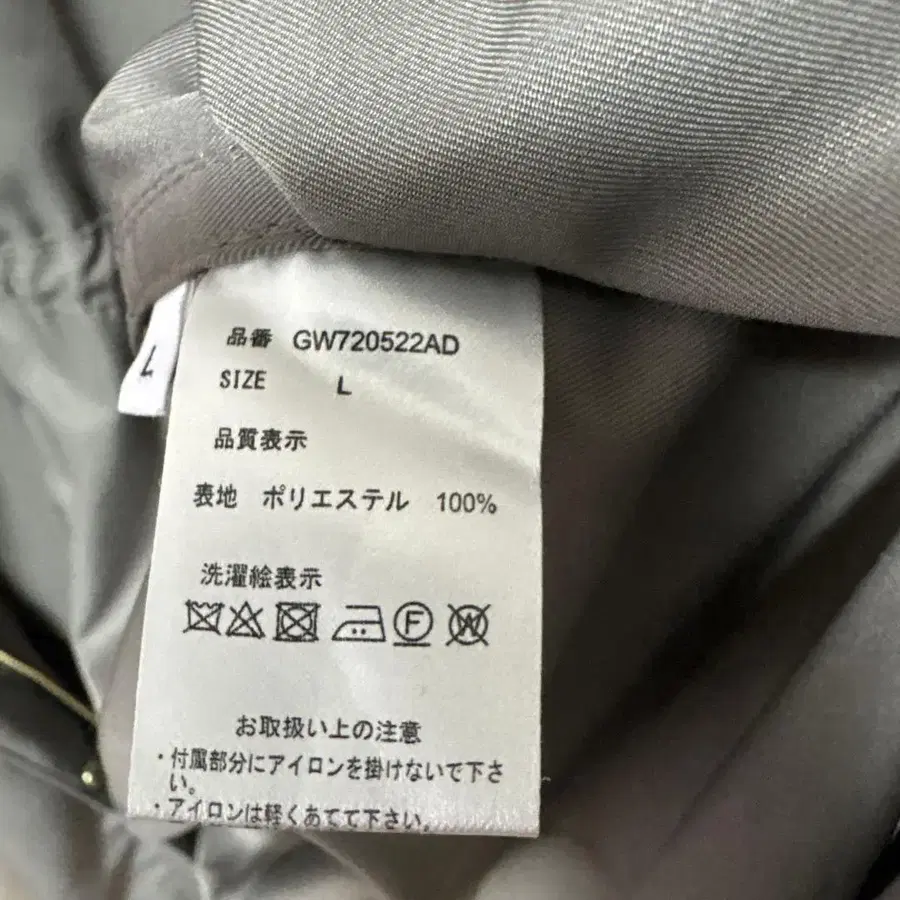 品番 GW720522AD
L
SIZE L
品質表示
表地 ポリエステル 100%
洗濯絵表示
F W
お取扱い上の注意
・付属部分にアイロンを掛けないで下さ
い。
・アイロンは軽くあてて下さい。